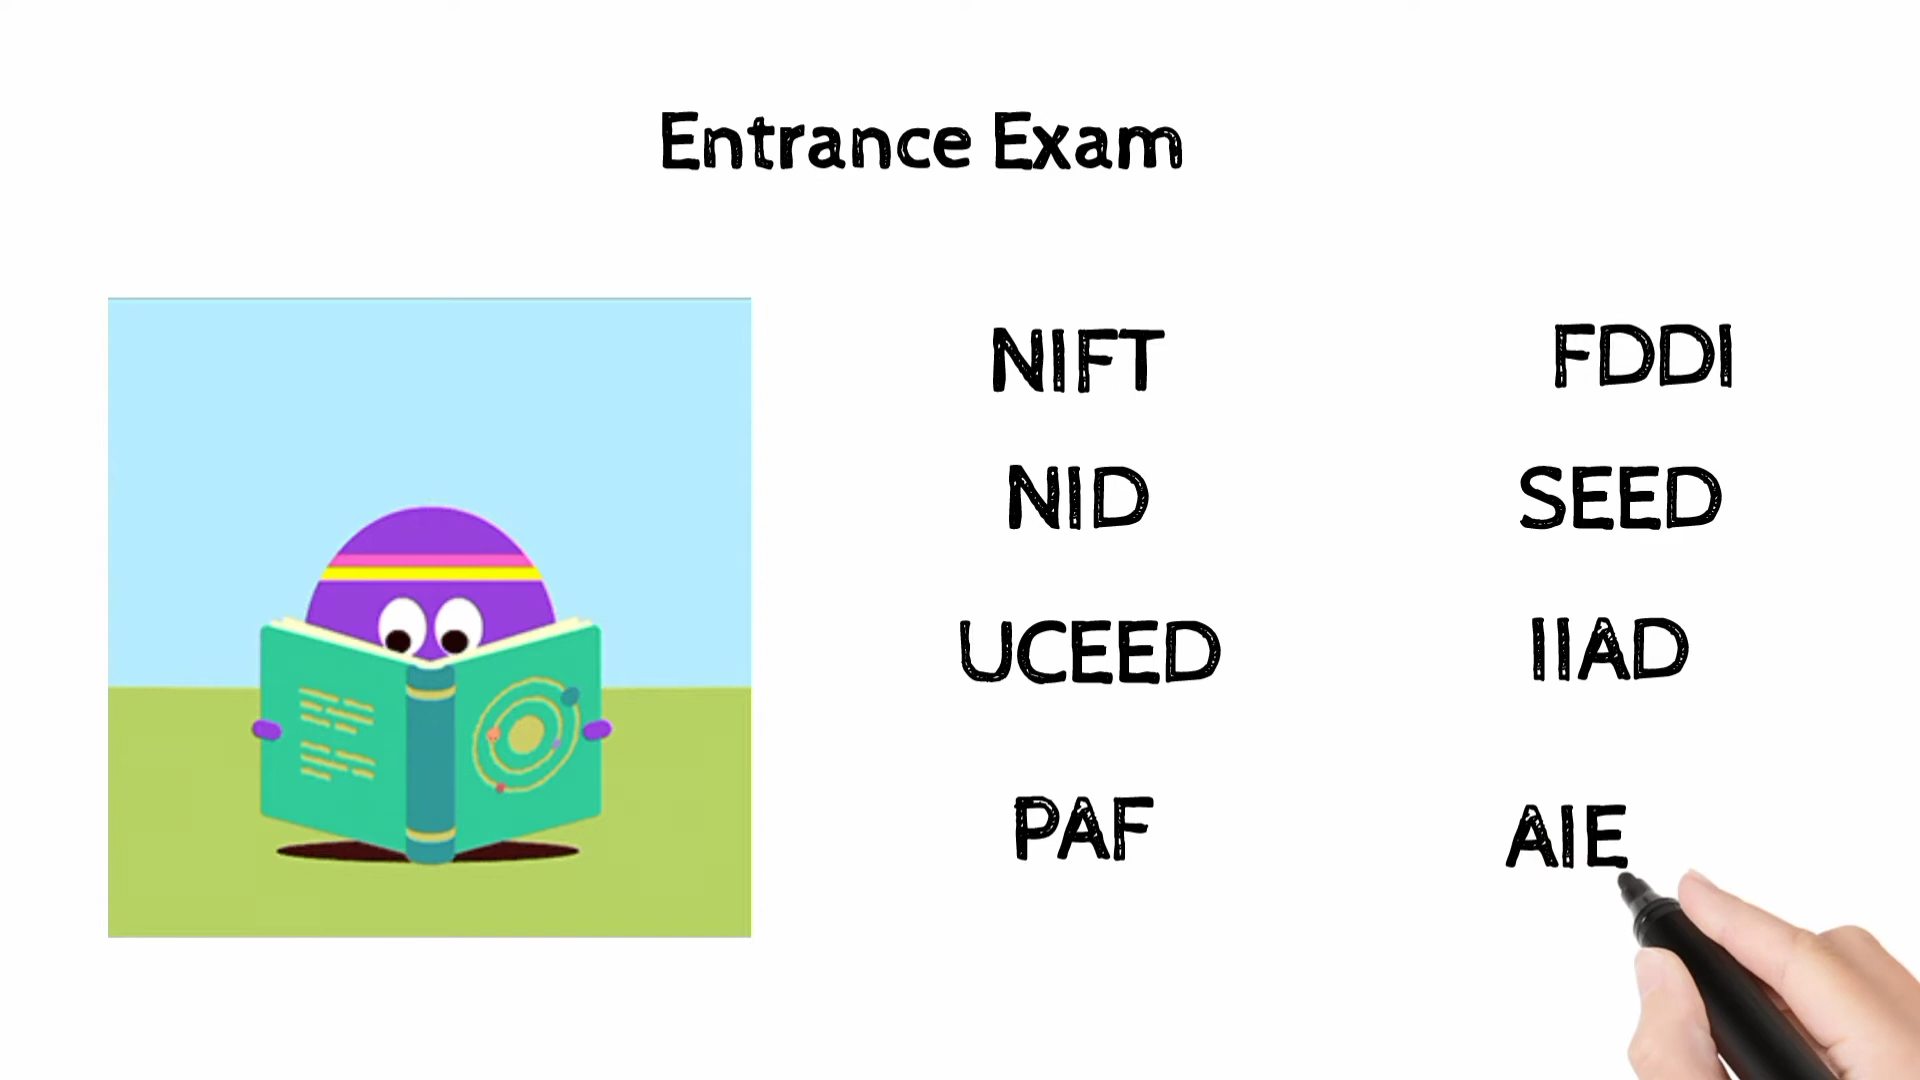 Entrance Exam
NIFT
FDDI
NID
SEED
UCEED
IIAD
PAF
AIE